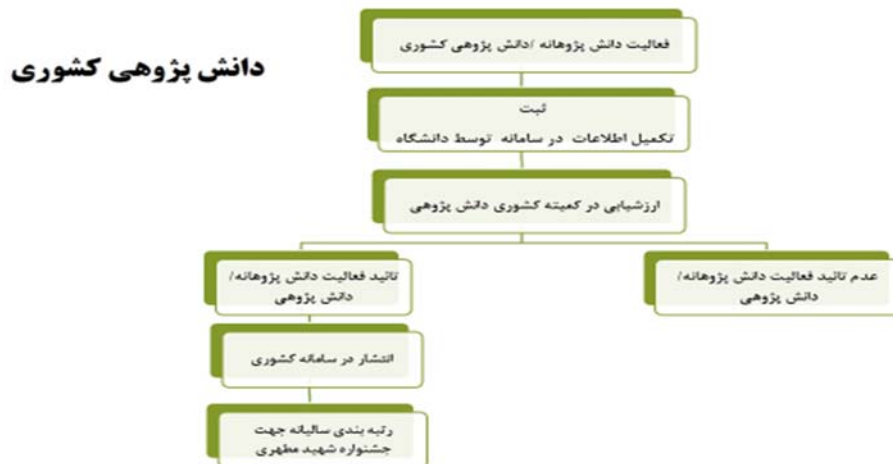 دانش پژوهی کشوری
فعالیت دانش پژوهانه /دانش پژوهی کشوری
ثبت
تکمیل اطلاعات در سامانه توسط دانشگاه
ارزشیابی در کمیته کشوری دانش پژوهی
عدم تائید فعالیت دانش پژوهانه/
دانش پژوهی
تائید فعالیت دانش پژوهانه/
دانش پژوهی
انتشار در سامانه کشوری
رتبه بندی سالیانه جهت
جشنواره شهید مطهری